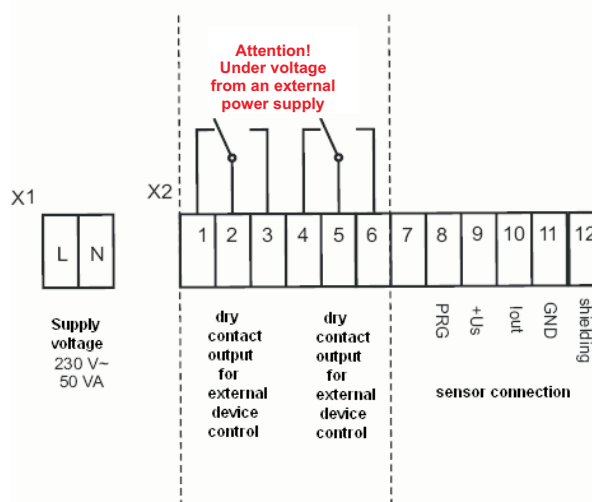 Attention!
Under voltage
from an external
power supply
X1
X2
L N
1 2 3 4 5 6 7 8 9 10 11 12
PRG
+Us
Iout
GND
shielding
Supply
voltage
230 V~
50 VA
dry
contact
output
for
external
device
control
dry
contact
output
for
external
device
control
sensor connection